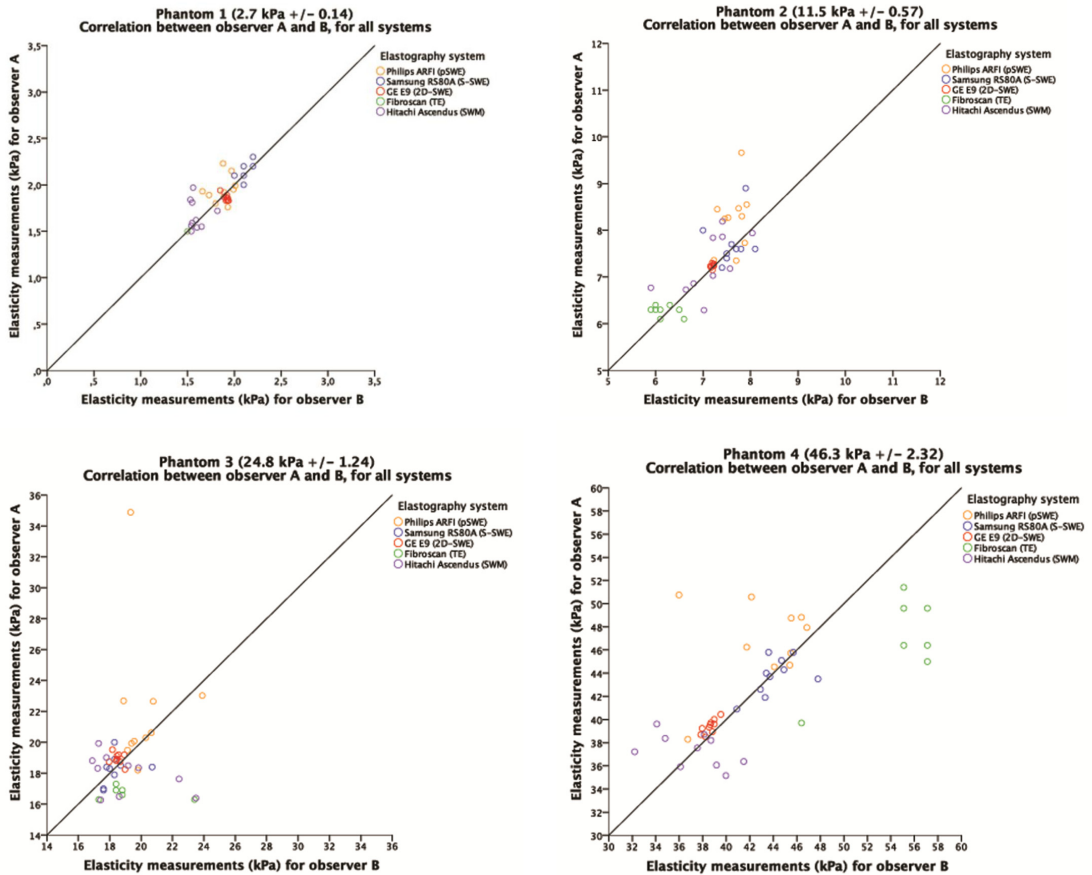 Phantom 1 (2.7 kPa +/- 0.14)
Correlation between observer A and B, for all systems
Elasticity measurements (kPa) for observer A
3,5
3,0
2,5
2,0
1,5
1,0
,5
,0
,0 ,5 1,0 1,5 2,0 2,5 3,0 3,5
Elasticity measurements (kPa) for observer B
Elastography system
Philips ARFI (pSWE)
Samsung RS80A (S-SWE)
GE E9 (2D-SWE)
Fibroscan (TE)
Hitachi Ascendus (SWM)
Phantom 2 (11.5 kPa +/- 0.57)
Correlation between observer A and B, for all systems
Elasticity measurements (kPa) for observer A
12
11
10
9
8
7
6
5
5 6 7 8 9 10 11 12
Elasticity measurements (kPa) for observer B
Elastography system
Philips ARFI (pSWE)
Samsung RS80A (S-SWE)
GE E9 (2D-SWE)
Fibroscan (TE)
Hitachi Ascendus (SWM)
Phantom 3 (24.8 kPa +/- 1.24)
Correlation between observer A and B, for all systems
Elasticity measurements (kPa) for observer A
36
34
32
30
28
26
24
22
20
18
16
14
14 16 18 20 22 24 26 28 30 32 34 36
Elasticity measurements (kPa) for observer B
Elastography system
Philips ARFI (pSWE)
Samsung RS80A (S-SWE)
GE E9 (2D-SWE)
Fibroscan (TE)
Hitachi Ascendus (SWM)
Phantom 4 (46.3 kPa +/- 2.32)
Correlation between observer A and B, for all systems
Elasticity measurements (kPa) for observer A
60
58
56
54
52
50
48
46
44
42
40
38
36
34
32
30
30 32 34 36 38 40 42 44 46 48 50 52 54 56 58 60
Elasticity measurements (kPa) for observer B
Elastography system
Philips ARFI (pSWE)
Samsung RS80A (S-SWE)
GE E9 (2D-SWE)
Fibroscan (TE)
Hitachi Ascendus (SWM)